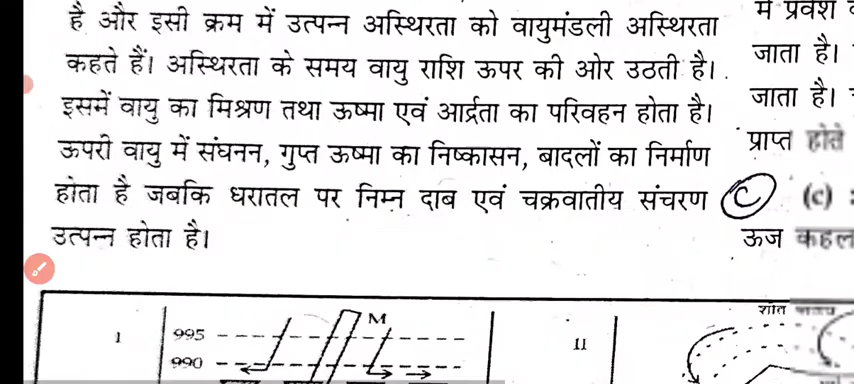 है और इसी क्रम में उत्पन्न अस्थिरता को वायुमंडली अस्थिरता
कहते हैं। अस्थिरता के समय वायु राशि ऊपर की ओर उठती है।
इसमें वायु का मिश्रण तथा ऊष्मा एवं आर्द्रता का परिवहन होता है।
ऊपरी वायु में संघनन, गुप्त ऊष्मा का निष्कासन, बादलों का निर्माण
होता है जबकि धरातल पर निम्न दाब एवं चक्रवातीय संचरण
उत्पन्न होता है।
में प्रवेश
जाता है।
जाता है।
प्राप्त होते
C (c) :
ऊज कहल
I 995 M
990
II शीत